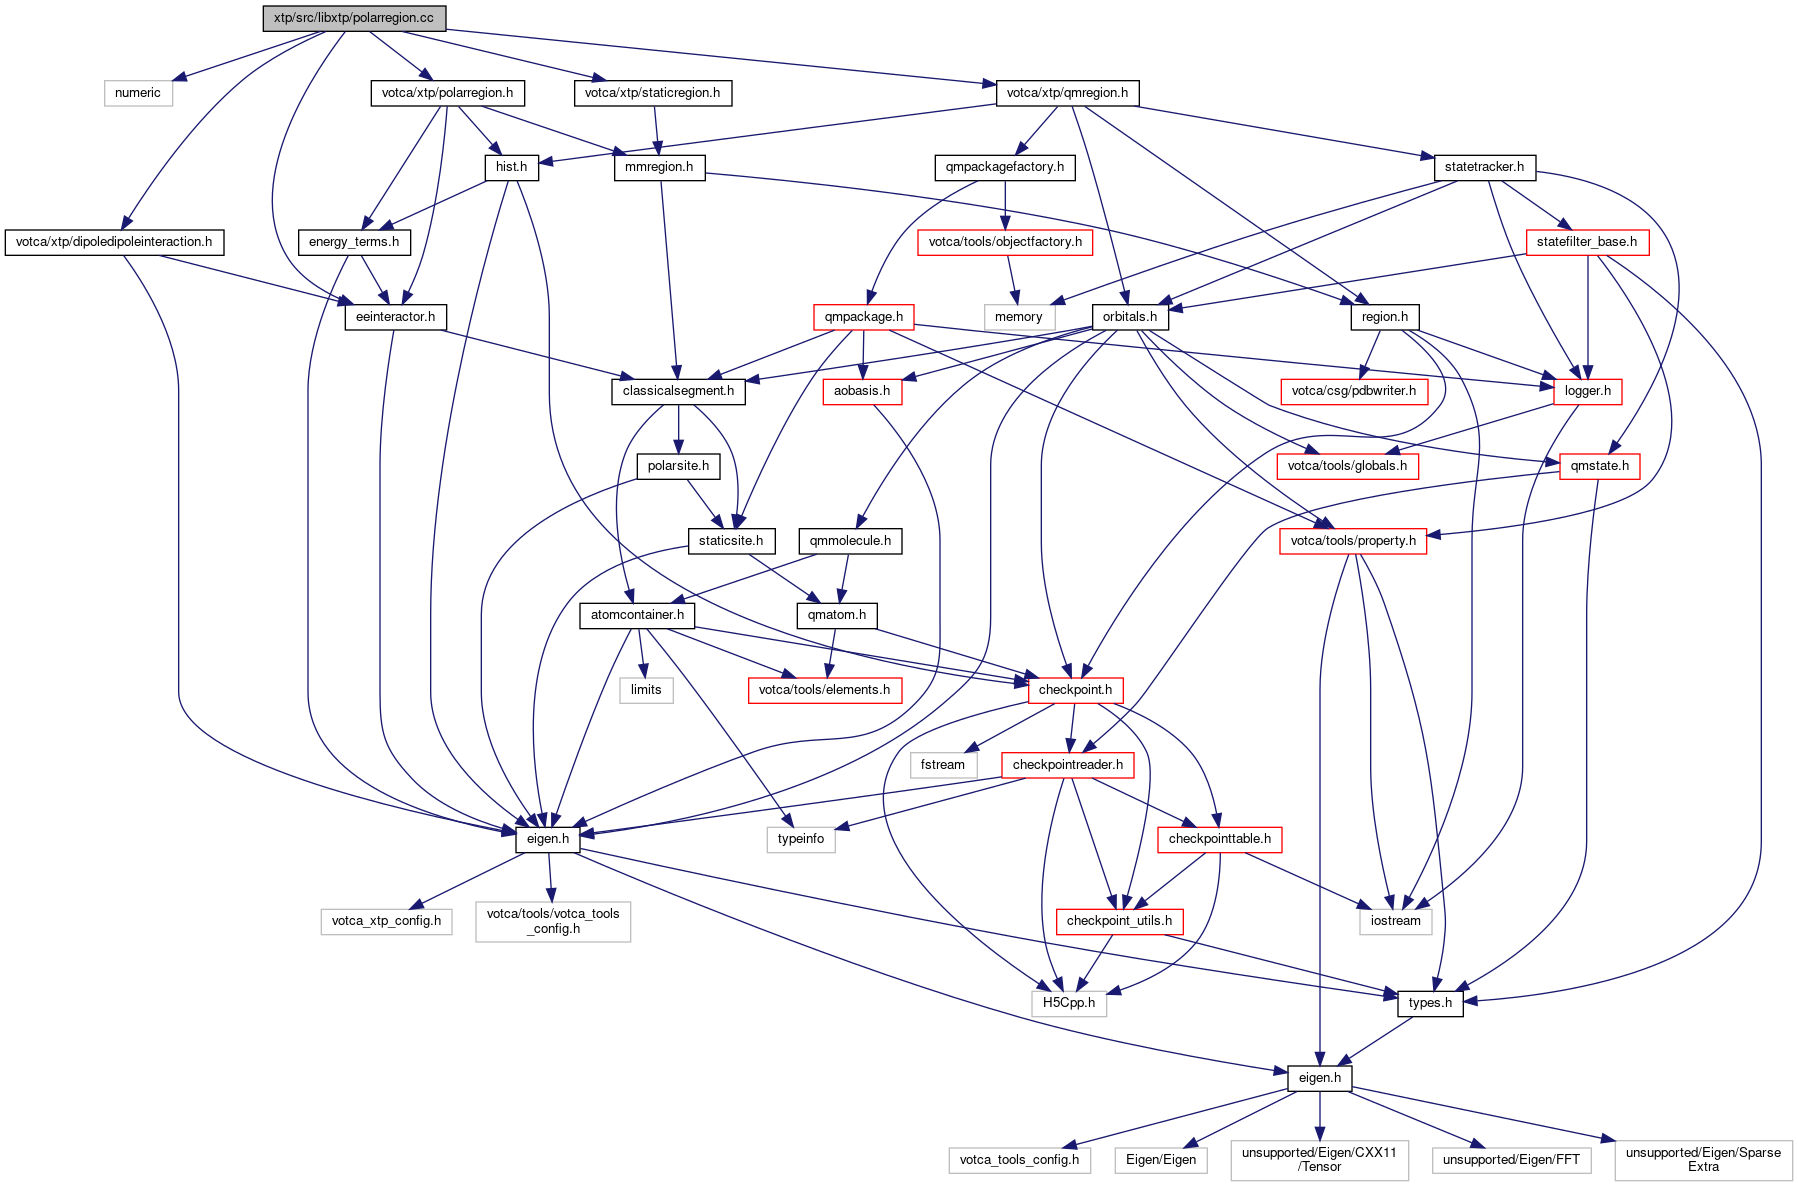 xtp/src/libxtp/polarregion.cc
numeric
votca/xtp/polarregion.h
votca/xtp/staticregion.h
votca/xtp/qmregion.h
hist.h
mmregion.h
qmpackagefactory.h
statetracker.h
votca/xtp/dipoledipoleinteraction.h
energy_terms.h
votca/tools/objectfactory.h
statefilter_base.h
eeinteractor.h
qmpackage.h
memory
orbitals.h
region.h
classicalsegment.h
aobasis.h
votca/csg/pdbwriter.h
logger.h
polarsite.h
votca/tools/globals.h
qmstate.h
staticsite.h
qmmolecule.h
votca/tools/property.h
atomcontainer.h
qmatom.h
limits
votca/tools/elements.h
checkpoint.h
fstream
checkpointreader.h
eigen.h
typeinfo
checkpointtable.h
votca_xtp_config.h
votca/tools/votca_tools
_config.h
checkpoint_utils.h
iostream
H5Cpp.h
types.h
eigen.h
votca_tools_config.h
Eigen/Eigen
unsupported/Eigen/CXX11
/Tensor
unsupported/Eigen/FFT
unsupported/Eigen/Sparse
Extra